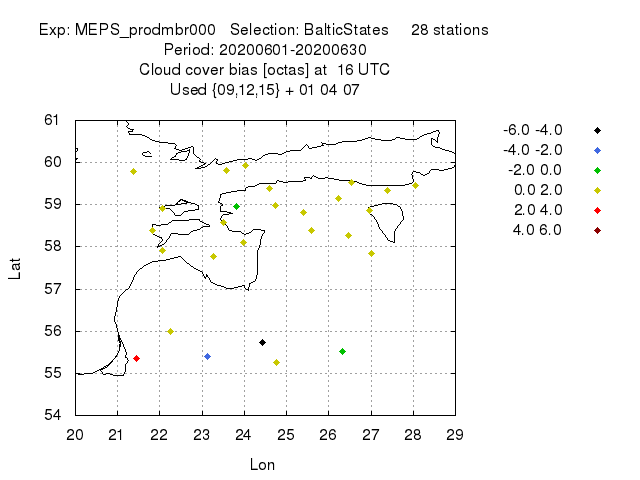 Exp: MEPS_prodmbr000 Selection: BalticStates 28 stations
Period: 20200601-20200630
Cloud cover bias [octas] at 16 UTC
Used {09,12,15} + 01 04 07
61
60
59
58
57
56
55
54
Lat
20 21 22 23 24 25 26 27 28 29
Lon
-6.0 -4.0
-4.0 -2.0
-2.0 0.0
0.0 2.0
2.0 4.0
4.0 6.0